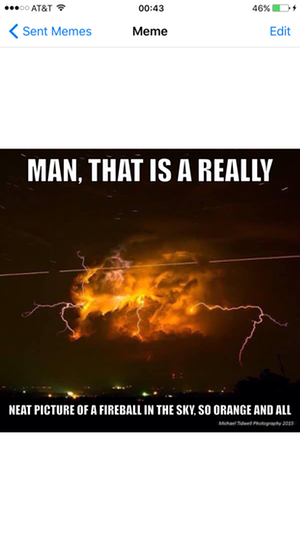 AT&T 00:43 46%
Sent Memes Meme Edit
MAN, THAT IS A REALLY
NEAT PICTURE OF A FIREBALL IN THE SKY, SO ORANGE AND ALL
Michael Tidwell Photography 2015